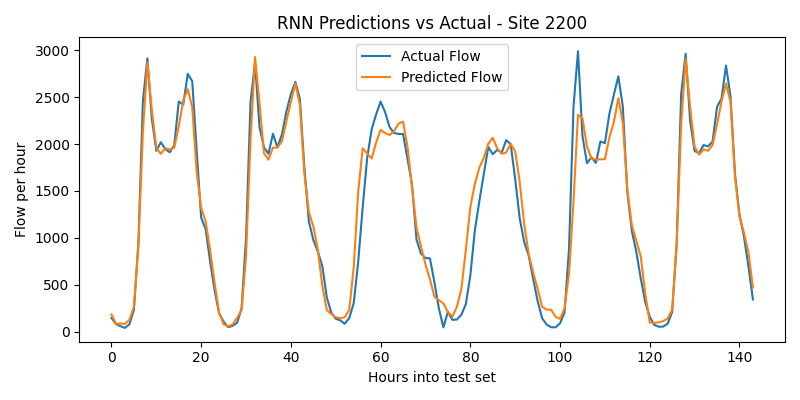 RNN Predictions vs Actual - Site 2200
Actual Flow
Predicted Flow
Flow per hour
3000
2500
2000
1500
1000
500
0
0 20 40 60 80 100 120 140
Hours into test set